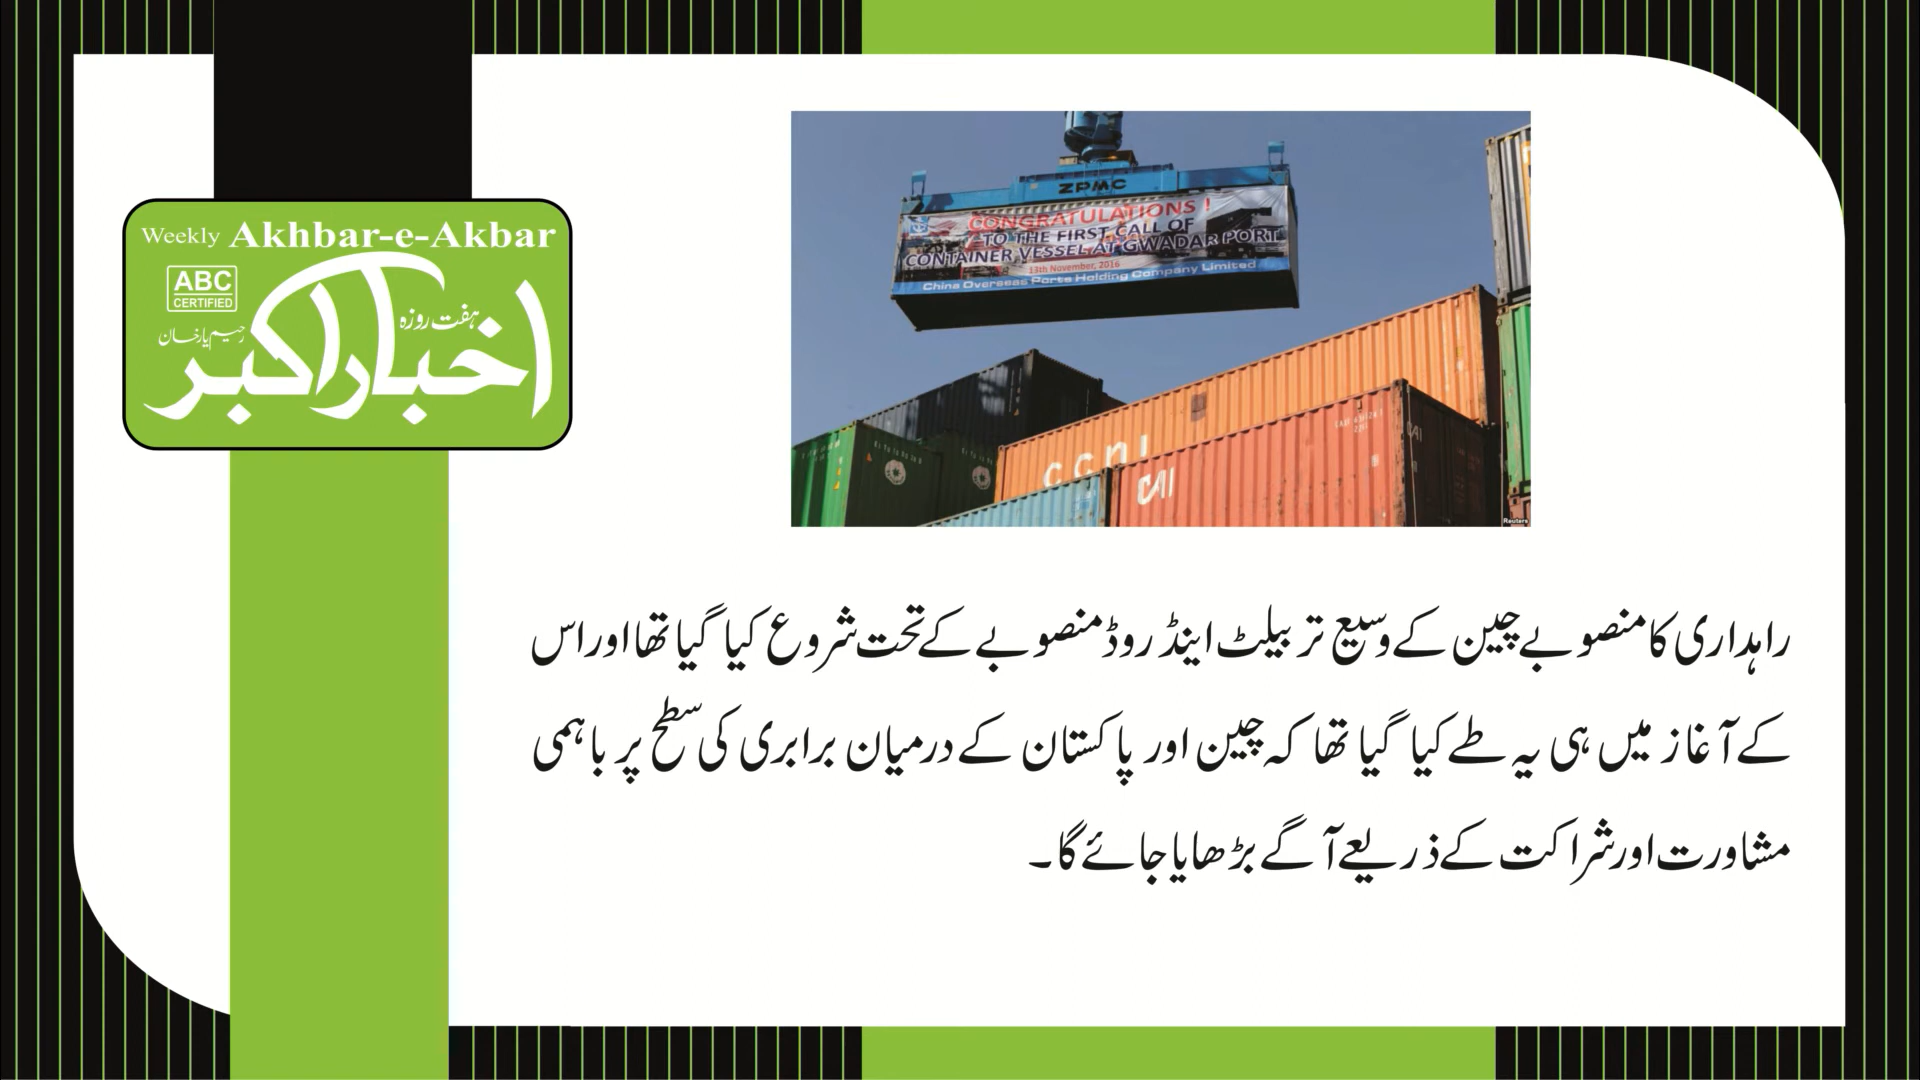 Weekly Akhbar-e-Akbar
ABC
CERTIFIED
ہفت روزہ
رحیم یار خان
اخبار اکبر
ZPMC
CONGRATULATIONS !
TO THE FIRST CALL OF
CONTAINER VESSEL AT GWADAR PORT
13th November, 2016
China Overseas Ports Holding Company Limited
CCNI
CAI
CAI
Reuters
راہداری کا منصوبے چین کے وسیع تر بیلٹ اینڈ روڈ منصوبے کے تحت شروع کیا گیا تھا اور اس
کے آغاز میں ہی یہ طے کیا گیا تھا کہ چین اور پاکستان کے درمیان برابری کی سطح پر باہمی
مشاورت اور شراکت کے ذریعے آگے بڑھایا جائے گا۔